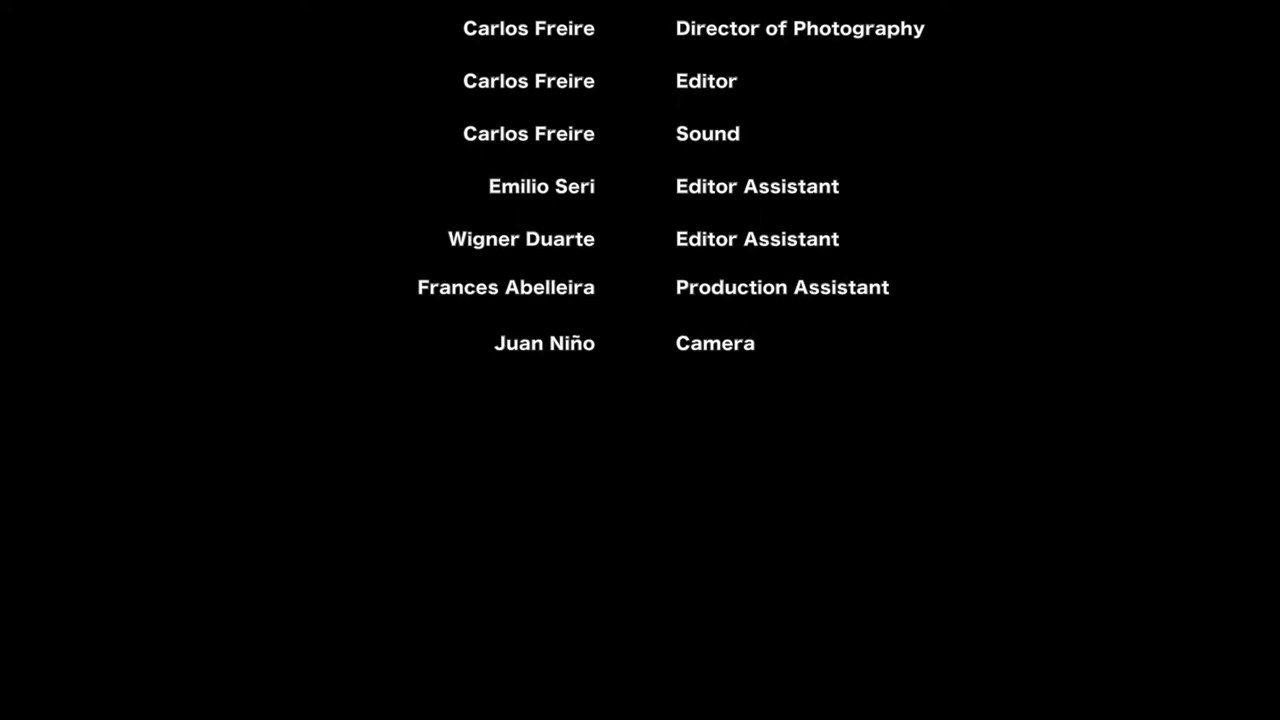 Carlos Freire Director of Photography
Carlos Freire Editor
Carlos Freire Sound
Emilio Seri Editor Assistant
Wigner Duarte Editor Assistant
Frances Abelleira Production Assistant
Juan Niño Camera